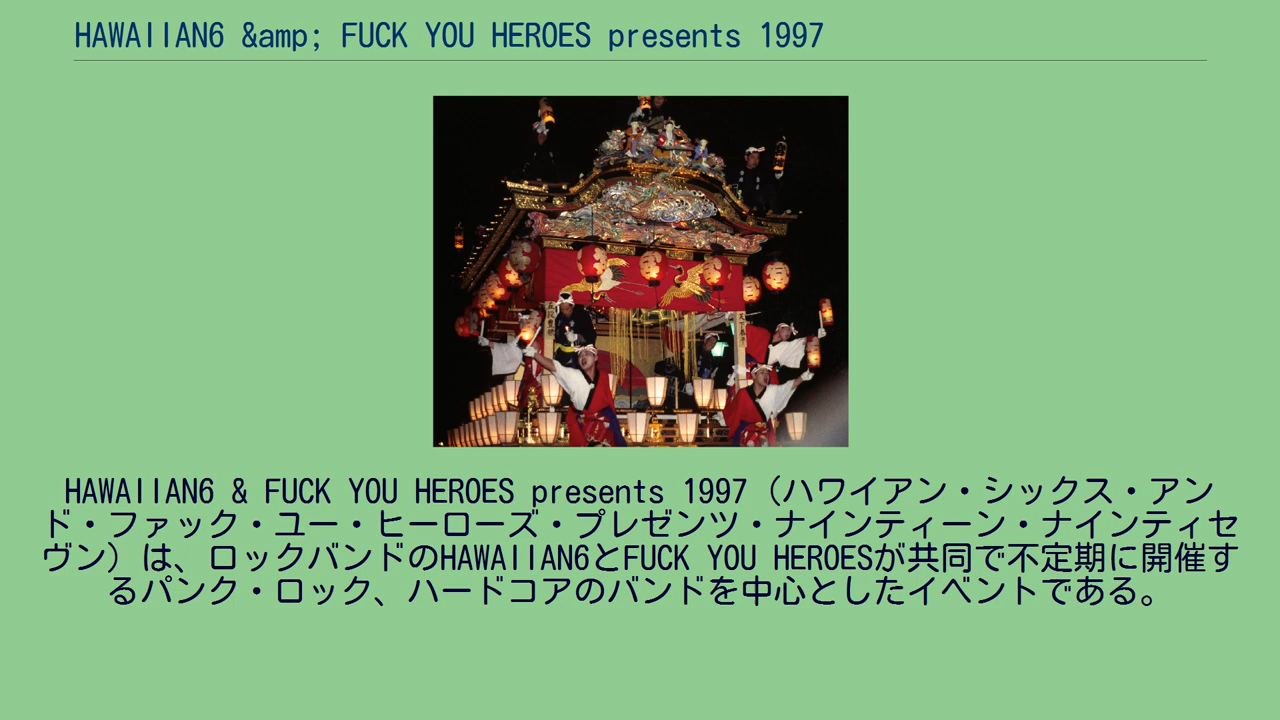 HAWAIIAN6 &amp; FUCK YOU HEROES presents 1997
HAWAIIAN6 & FUCK YOU HEROES presents 1997（ハワイアン・シックス・アン
ド・ファック・ユー・ヒーローズ・プレゼンツ・ナインティーン・ナインティセ
ヴン）は、ロックバンドのHAWAIIAN6とFUCK YOU HEROESが共同で不定期に開催す
るパンク・ロック、ハードコアのバンドを中心としたイベントである。